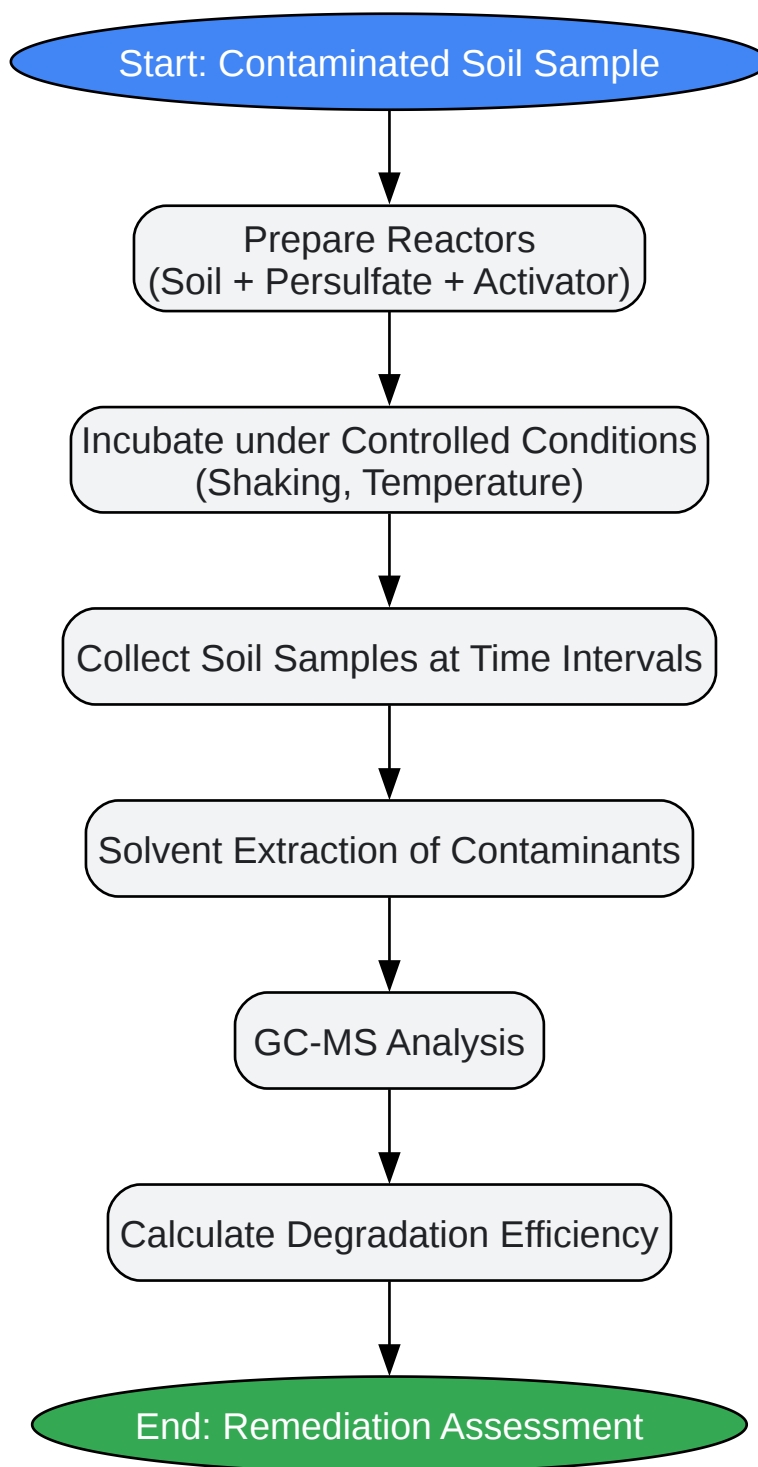 Start: Contaminated Soil Sample
Prepare Reactors
(Soil + Persulfate + Activator)
Incubate under Controlled Conditions
(Shaking, Temperature)
Collect Soil Samples at Time Intervals
Solvent Extraction of Contaminants
GC-MS Analysis
Calculate Degradation Efficiency
End: Remediation Assessment